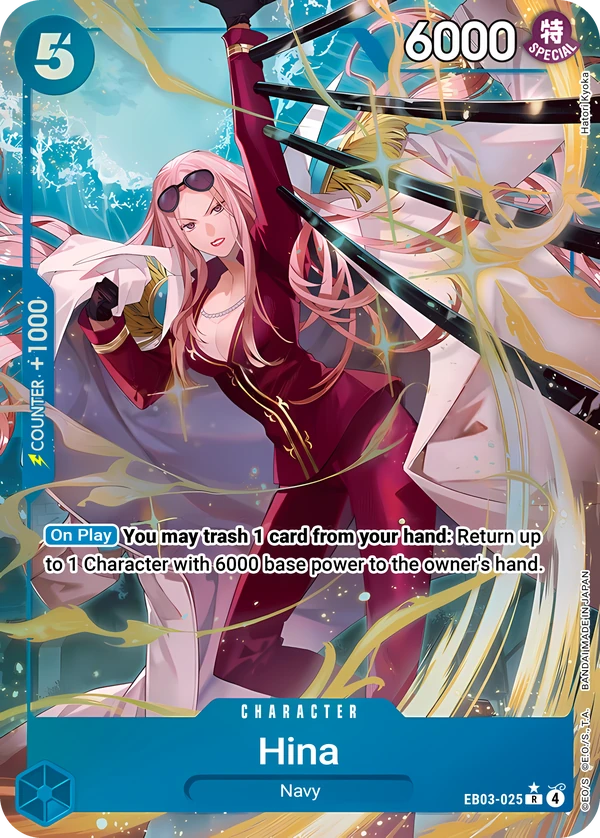 5
6000
特
SPECIAL
Hatori Kyoka
COUNTER +1000
On Play You may trash 1 card from your hand: Return up
to 1 Character with 6000 base power to the owner's hand.
CHARACTER
Hina
Navy
EB03-025 R 4
©E.O/S ©E.O./S.,T.A. BANDAI MADE IN JAPAN